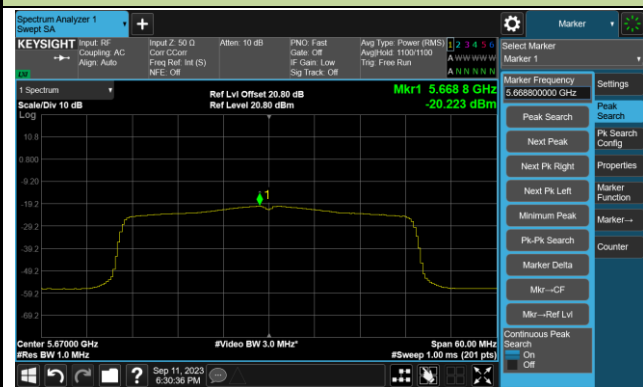 Spectrum Analyzer 1
Swept SA
+
Marker
KEYSIGHT
Input: RF
Coupling: AC
Align: Auto
Input Z: 50 Ω
Corr CCorr
Freq Ref: Int (S)
NFE: Off
Atten: 10 dB
PNO: Fast
Gate: Off
IF Gain: Low
Sig Track: Off
Avg Type: Power (RMS)
Avg|Hold: 1100/1100
Trig: Free Run
1 2 3 4 5 6
A W W W W W
A N N N N N
Select Marker
Marker 1
1 Spectrum
Scale/Div 10 dB
Log
Ref Lvl Offset 20.80 dB
Ref Level 20.80 dBm
Mkr1 5.668 8 GHz
-20.223 dBm
10.8
0.800
-9.20
-19.2
-29.2
-39.2
-49.2
-59.2
-69.2
1
Center 5.67000 GHz
#Res BW 1.0 MHz
#Video BW 3.0 MHz*
Span 60.00 MHz
#Sweep 1.00 ms (201 pts)
Marker Frequency
5.668800000 GHz
Peak Search
Next Peak
Next Pk Right
Next Pk Left
Minimum Peak
Pk-Pk Search
Marker Delta
Mkr→CF
Mkr→Ref Lvl
Continuous Peak
Search
On
Off
Settings
Peak
Search
Pk Search
Config
Properties
Marker
Function
Marker→
Counter
?
Sep 11, 2023
6:30:36 PM